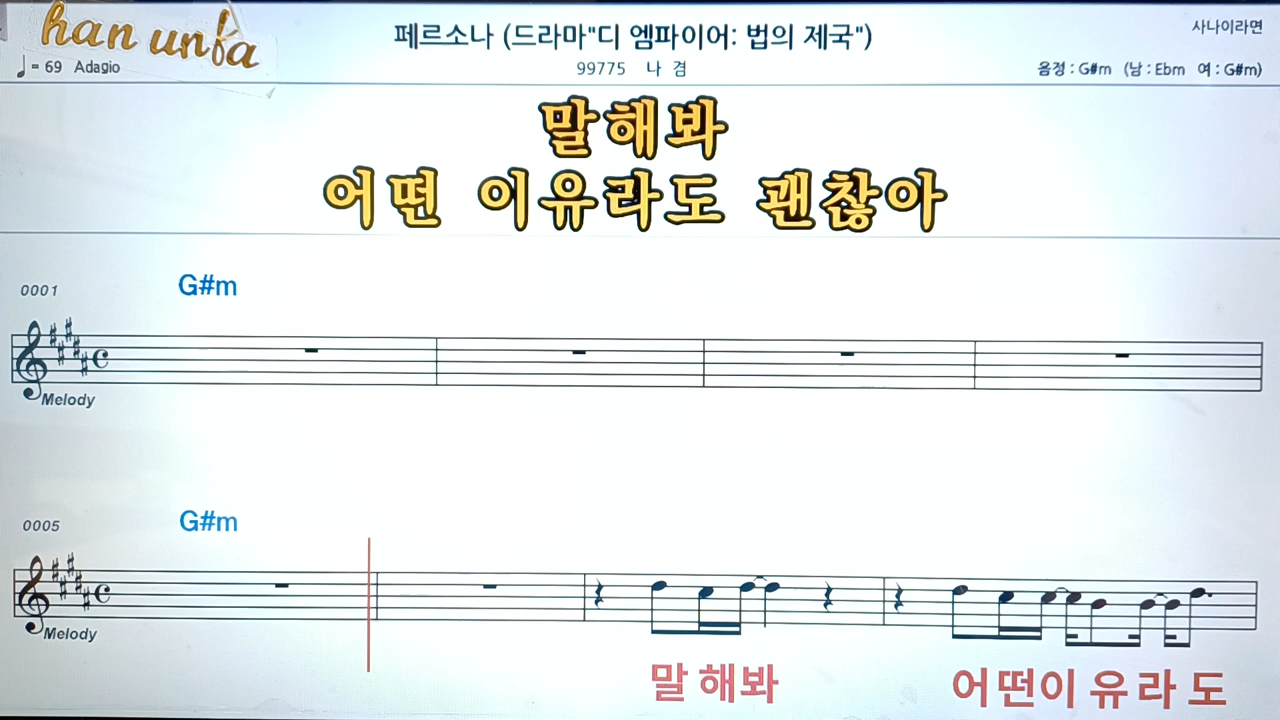 han unfa
페르소나 (드라마"디 엠파이어: 법의 제국")
사나이라면
♩= 69 Adagio
99775 나 겸
음정 : G#m (남 : Ebm 여 : G#m)
말해봐
어떤 이유라도 괜찮아
0001
G#m
Melody
0005
G#m
Melody
말 해봐
어떤이 유 라 도